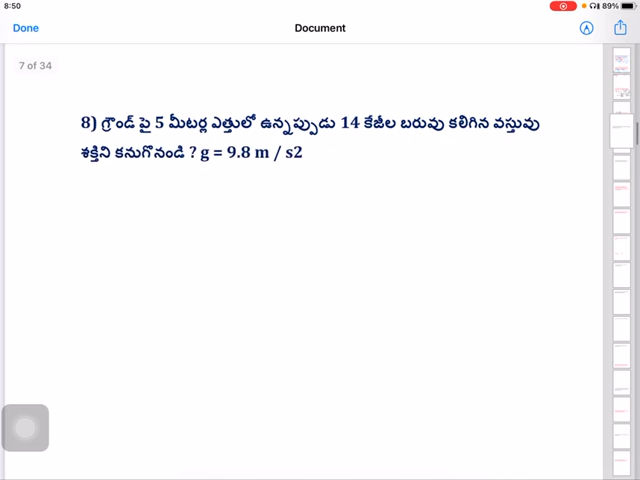 8:50
89%
Done
Document
7 of 34
8) గ్రౌండ్ పై 5 మీటర్ల ఎత్తులో ఉన్నప్పుడు 14 కేజీల బరువు కలిగిన వస్తువు
శక్తిని కనుగొనండి ? g = 9.8 m / s2